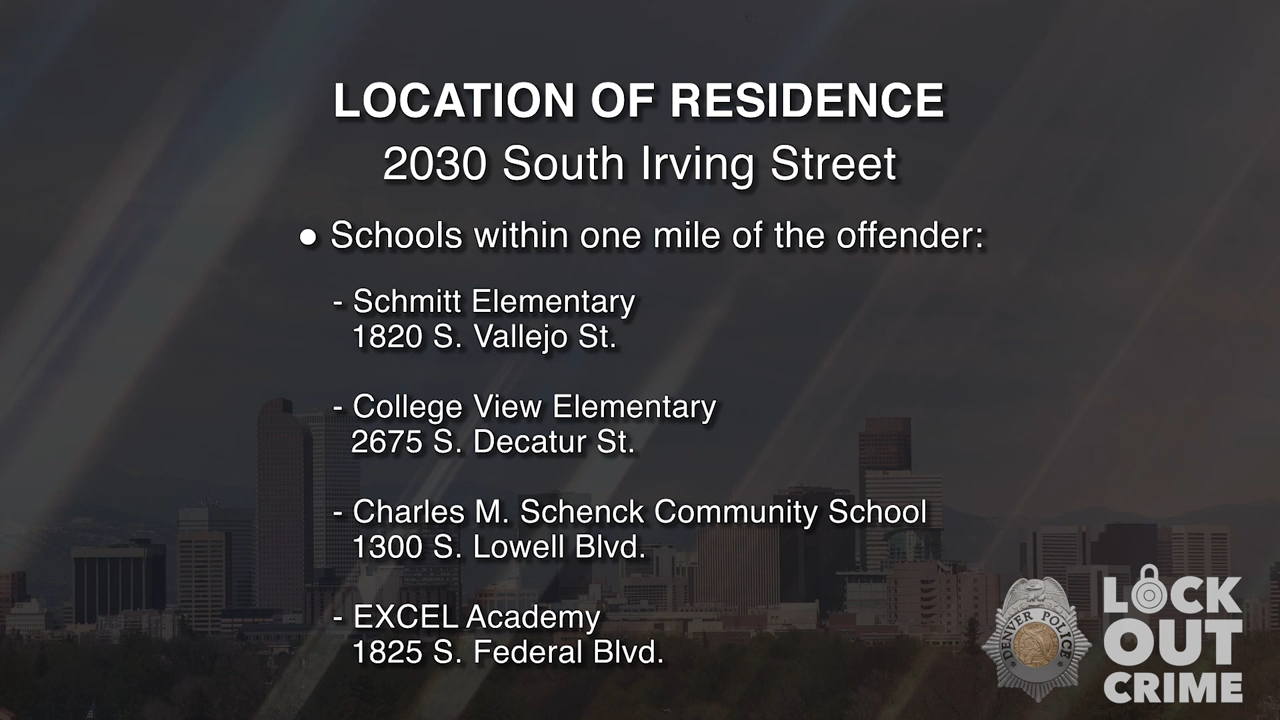 LOCATION OF RESIDENCE
2030 South Irving Street
● Schools within one mile of the offender:
- Schmitt Elementary
1820 S. Vallejo St.
- College View Elementary
2675 S. Decatur St.
- Charles M. Schenck Community School
1300 S. Lowell Blvd.
- EXCEL Academy
1825 S. Federal Blvd.
DENVER POLICE
LOCK
OUT
CRIME